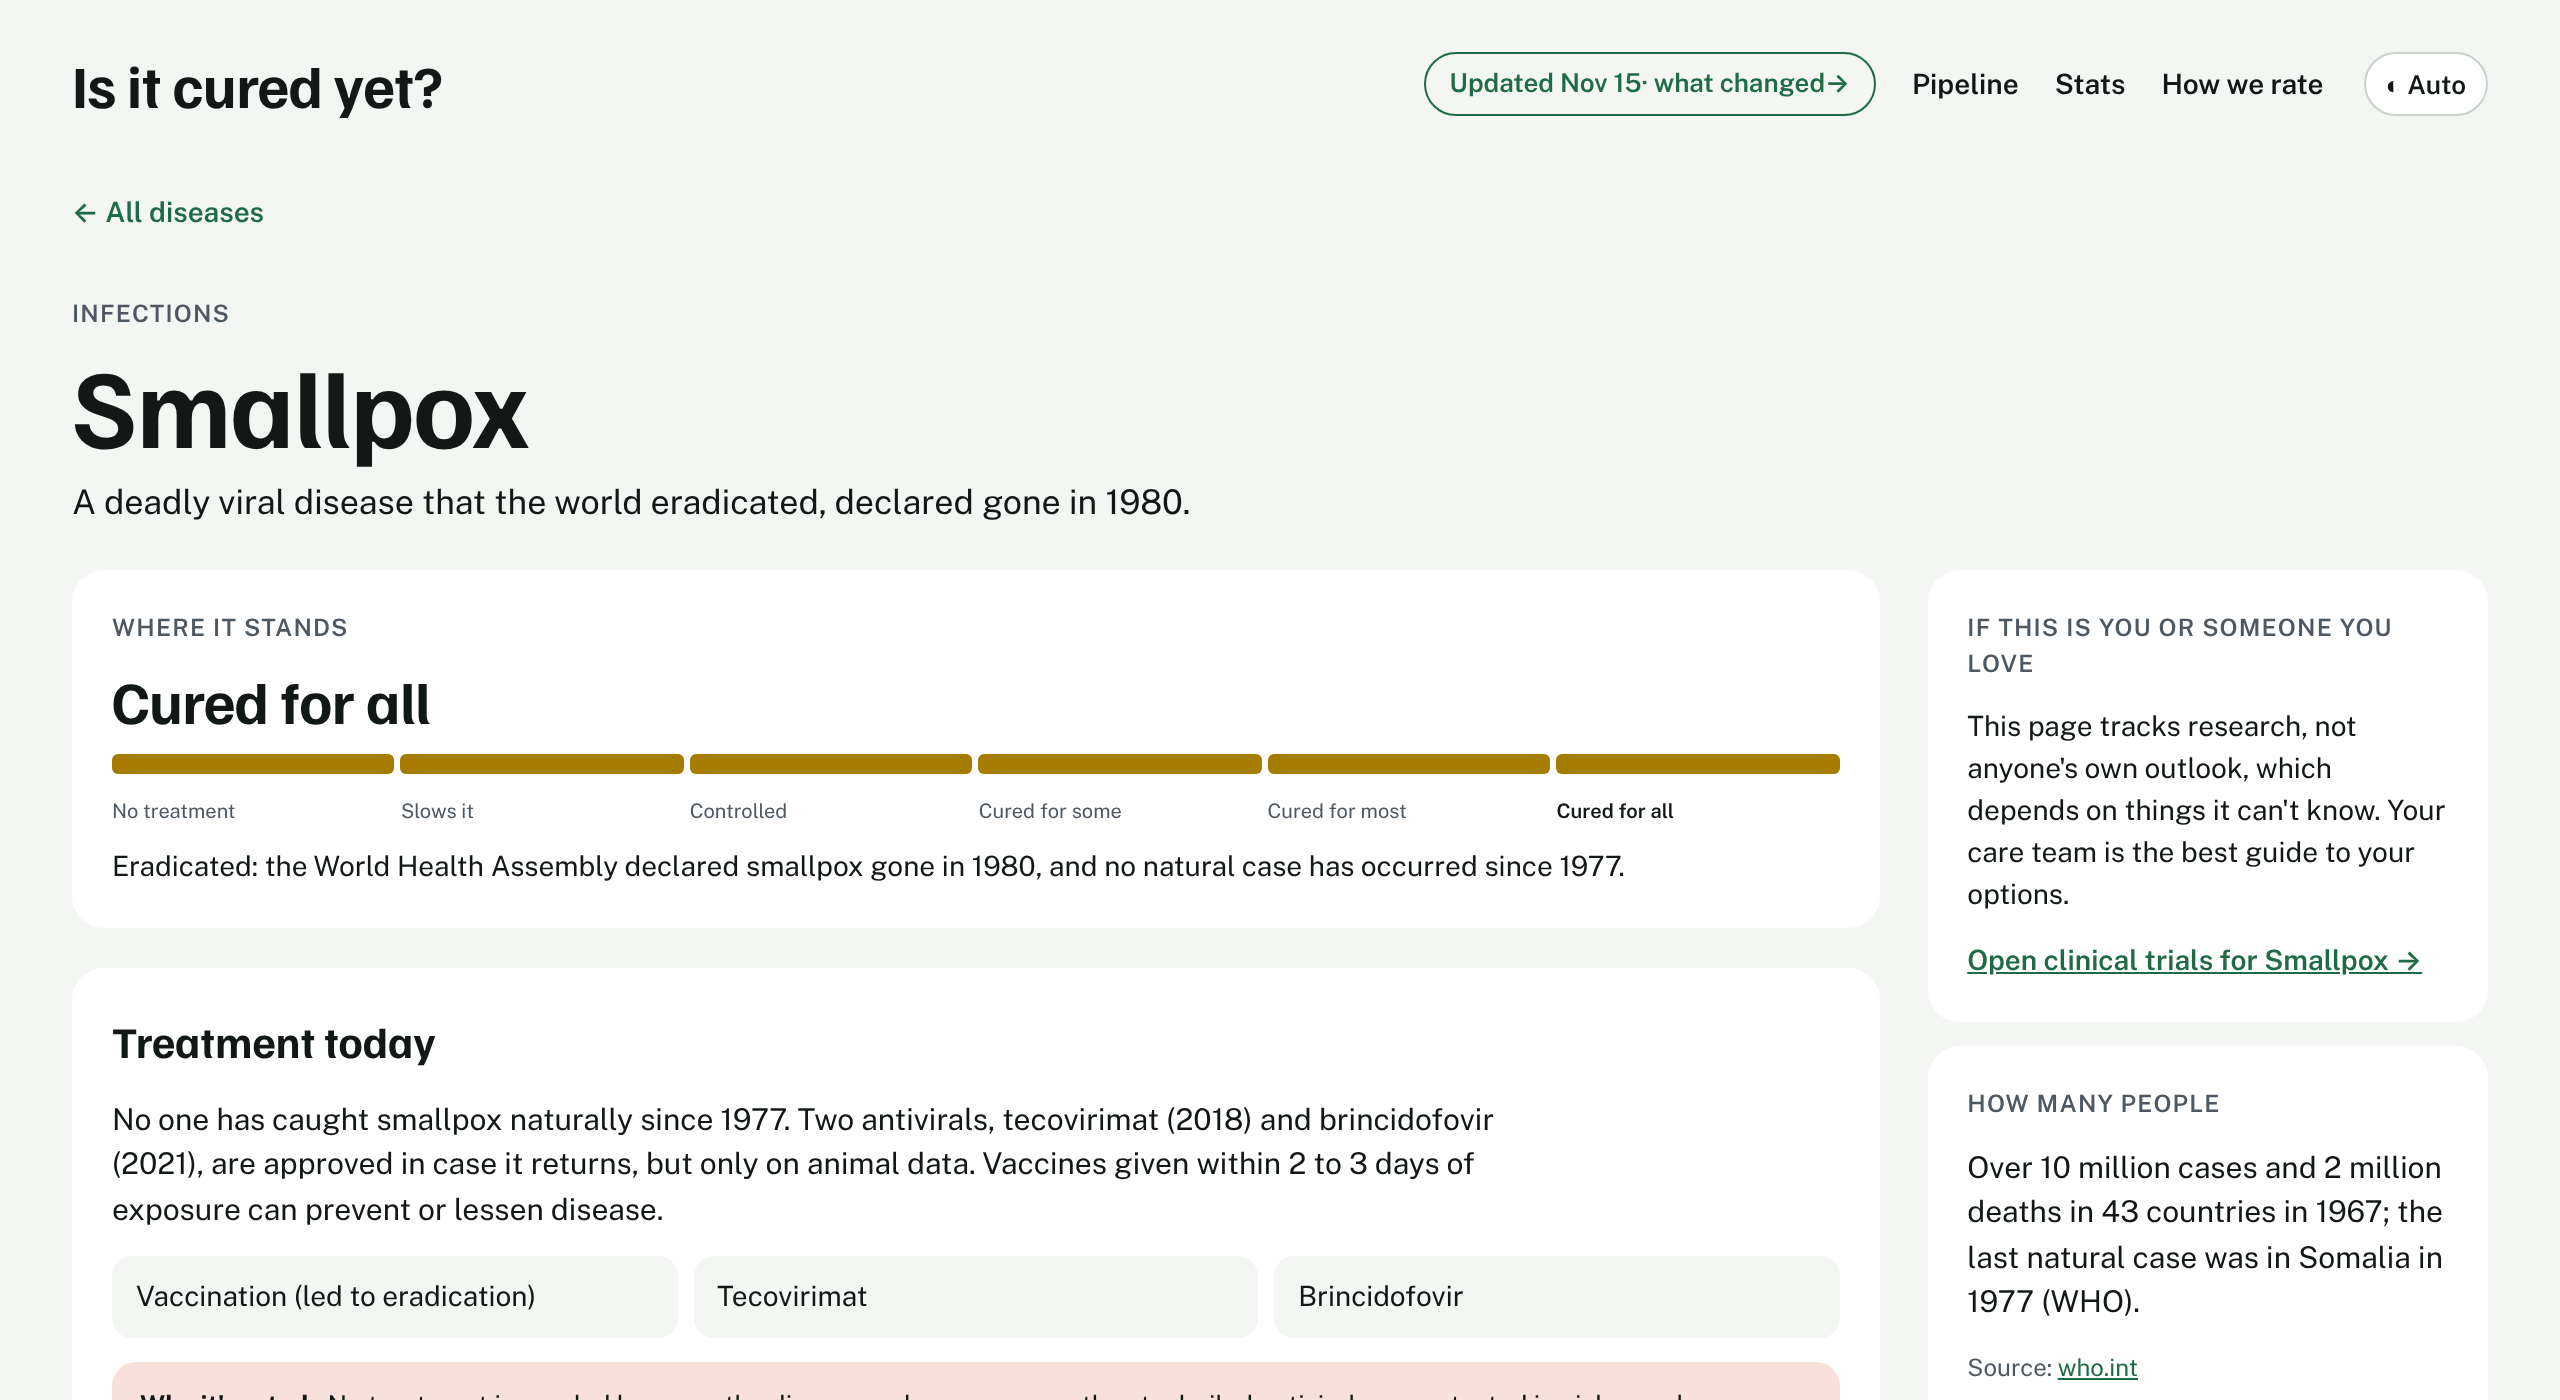 Is it cured yet?
Updated Nov 15· what changed→
Pipeline
Stats
How we rate
Auto
← All diseases
INFECTIONS
Smallpox
A deadly viral disease that the world eradicated, declared gone in 1980.
WHERE IT STANDS
Cured for all
No treatment
Slows it
Controlled
Cured for some
Cured for most
Cured for all
Eradicated: the World Health Assembly declared smallpox gone in 1980, and no natural case has occurred since 1977.
Treatment today
No one has caught smallpox naturally since 1977. Two antivirals, tecovirimat (2018) and brincidofovir
(2021), are approved in case it returns, but only on animal data. Vaccines given within 2 to 3 days of
exposure can prevent or lessen disease.
Vaccination (led to eradication)
Tecovirimat
Brincidofovir
IF THIS IS YOU OR SOMEONE YOU
LOVE
This page tracks research, not
anyone's own outlook, which
depends on things it can't know. Your
care team is the best guide to your
options.
Open clinical trials for Smallpox →
HOW MANY PEOPLE
Over 10 million cases and 2 million
deaths in 43 countries in 1967; the
last natural case was in Somalia in
1977 (WHO).
Source: who.int